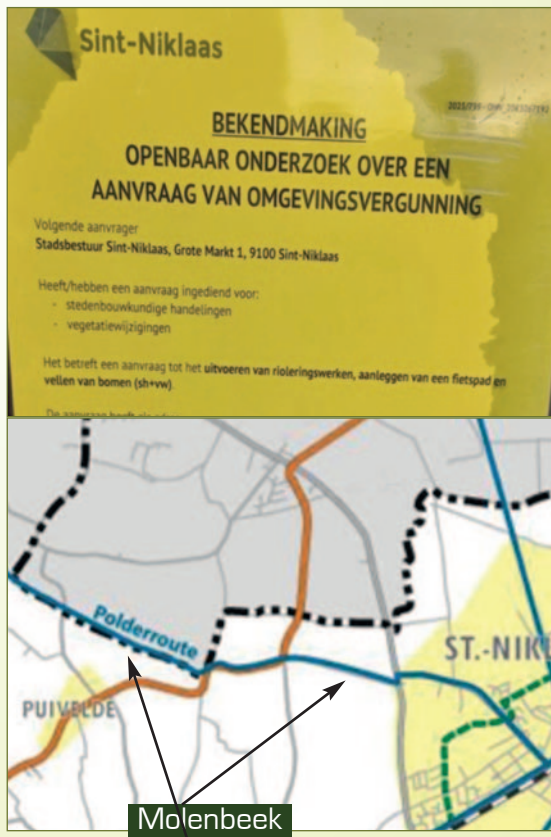 Sint-Niklaas
BEKENDMAKING
OPENBAAR ONDERZOEK OVER EEN
AANVRAAG VAN OMGEVINGSVERGUNNING
Volgende aanvrager
Stadsbestuur Sint-Niklaas, Grote Markt 1, 9100 Sint-Niklaas
Heeft/hebben een aanvraag ingediend voor:
- stedenbouwkundige handelingen
- vegetatiewijzigingen
Het betreft een aanvraag tot het uitvoeren van rioleringswerken, aanleggen van een fietspad en
vellen van bomen (sh+vw).
Polderroute
ST.-NIK
PUIVELDE
Molenbeek